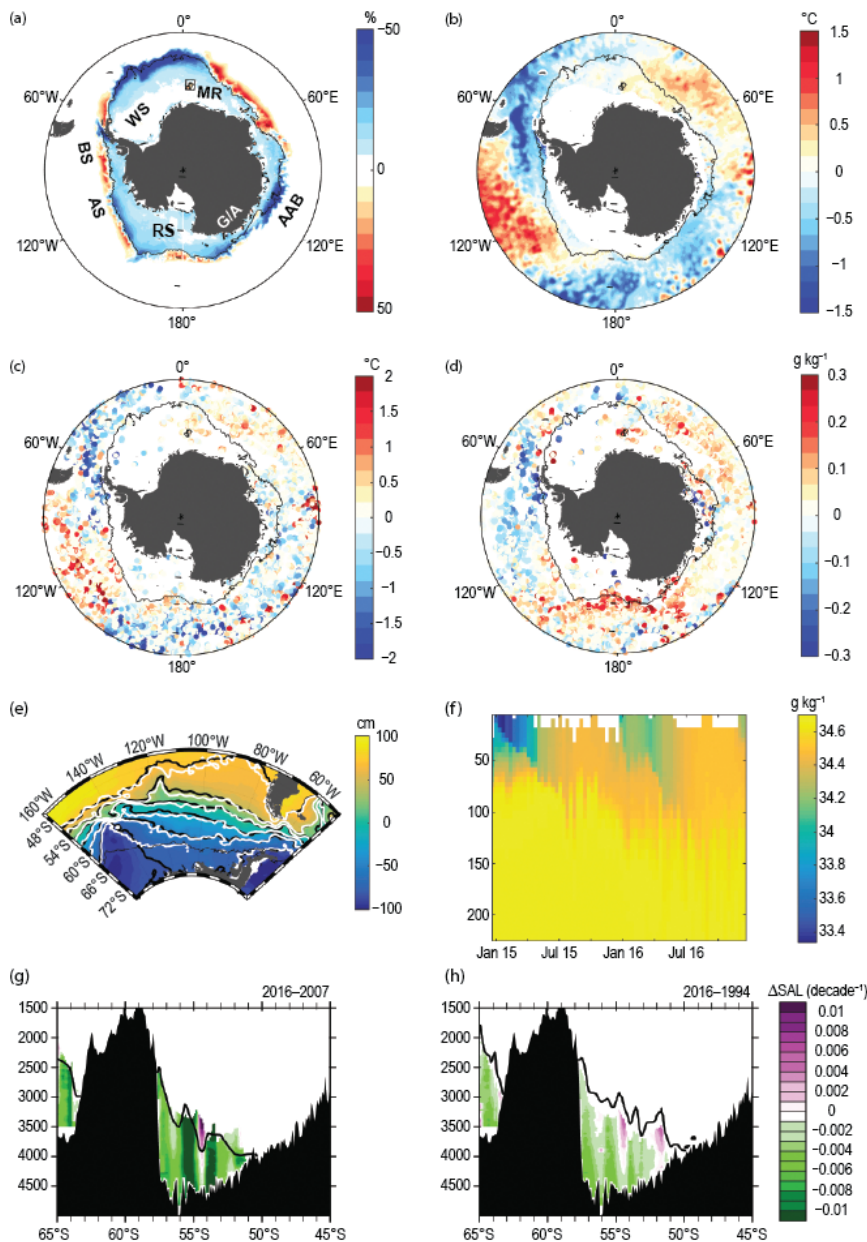 (a)
0°
%
−50
0
50
60°W
60°E
120°W
120°E
180°
WS
MR
BS
AS
RS
G/A
AAB
(b)
0°
°C
1.5
1
0.5
0
−0.5
−1
−1.5
60°W
60°E
120°W
120°E
180°
(c)
0°
°C
2
1.5
1
0.5
0
−0.5
−1
−1.5
−2
60°W
60°E
120°W
120°E
180°
(d)
0°
g kg⁻¹
0.3
0.2
0.1
0
−0.1
−0.2
−0.3
60°W
60°E
120°W
120°E
180°
(e)
cm
100
50
0
−50
−100
160°W
140°W
120°W
100°W
80°W
60°W
48°S
54°S
60°S
66°S
72°S
(f)
g kg⁻¹
50
100
150
200
Jan 15
Jul 15
Jan 16
Jul 16
34.6
34.4
34.2
34
33.8
33.6
33.4
(g)
2016–2007
1500
2000
2500
3000
3500
4000
4500
65°S
60°S
55°S
50°S
45°S
(h)
2016–1994
ΔSAL (decade⁻¹)
1500
2000
2500
3000
3500
4000
4500
65°S
60°S
55°S
50°S
45°S
0.01
0.008
0.006
0.004
0.002
0
−0.002
−0.004
−0.006
−0.008
−0.01